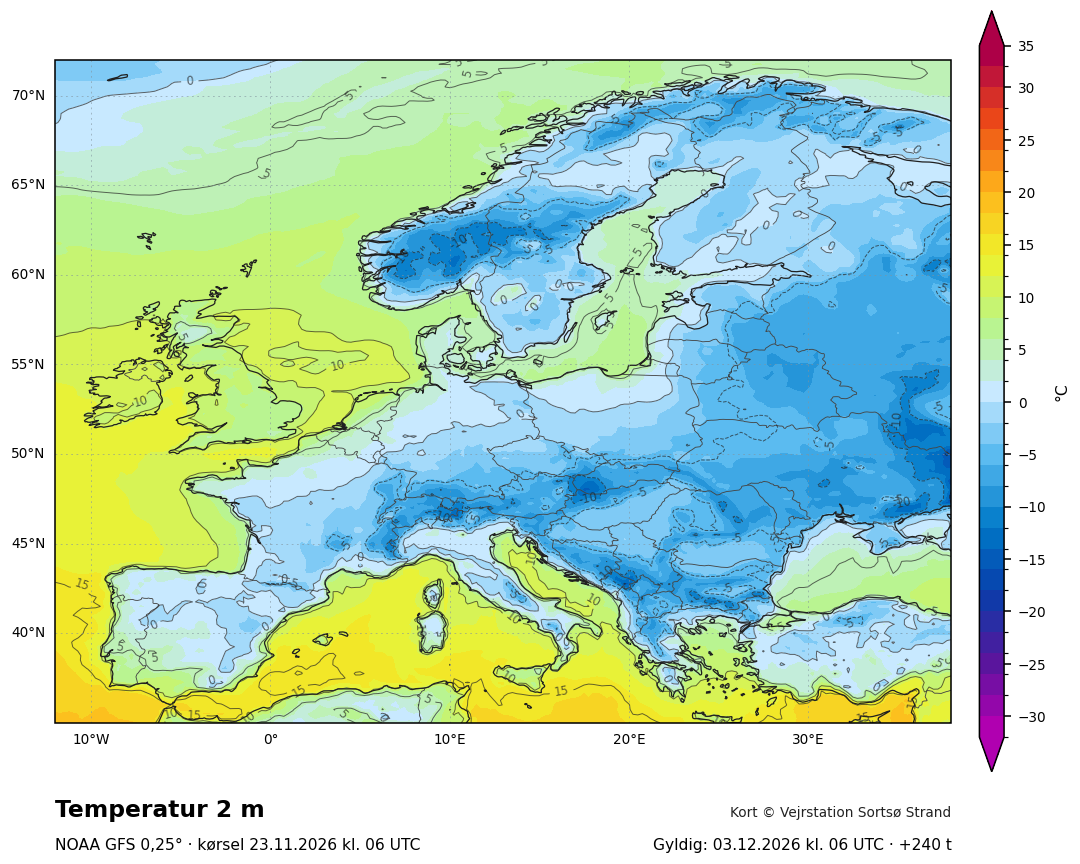 70°N
65°N
60°N
55°N
50°N
45°N
40°N
10°W
0°
10°E
20°E
30°E
35
30
25
20
15
10
5
0
−5
−10
−15
−20
−25
−30
°C
Temperatur 2 m
Kort © Vejrstation Sortsø Strand
NOAA GFS 0,25° · kørsel 23.11.2026 kl. 06 UTC
Gyldig: 03.12.2026 kl. 06 UTC · +240 t